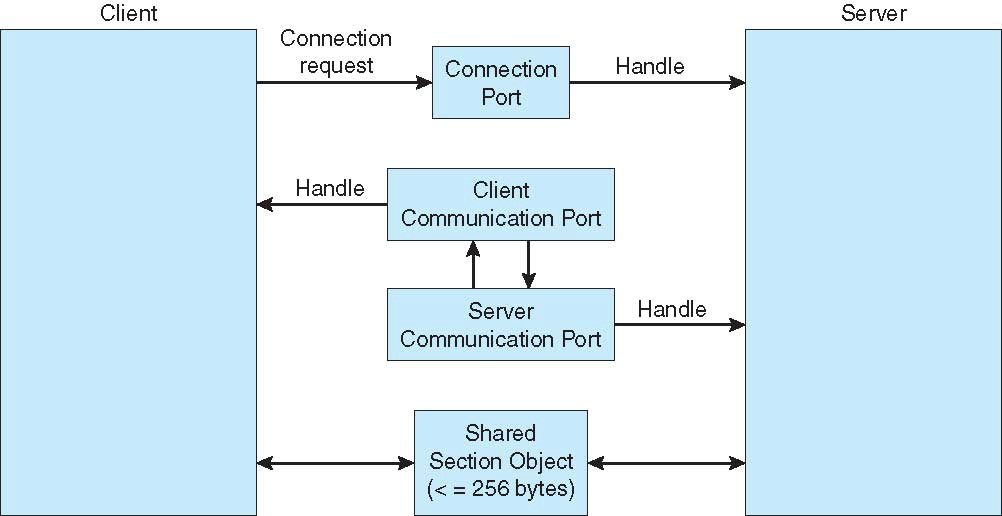 Client
Server
Connection
request
Connection
Port
Handle
Handle
Client
Communication Port
Server
Communication Port
Handle
Shared
Section Object
(< = 256 bytes)